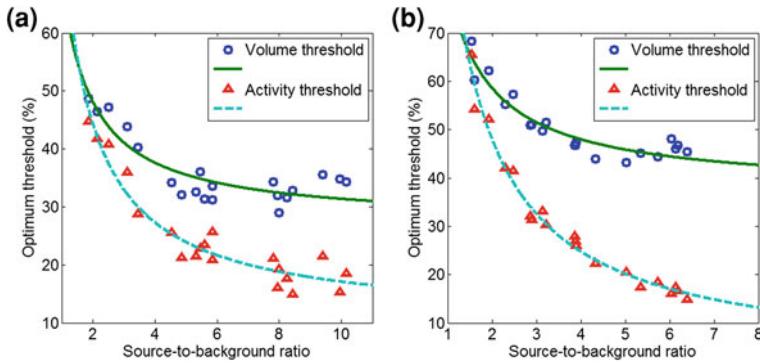 (a)
60
50
40
30
20
10
2
4
6
8
10
Optimum threshold (%)
Source-to-background ratio
Volume threshold
Activity threshold
(b)
70
60
50
40
30
20
10
1
2
3
4
5
6
7
8
Optimum threshold (%)
Source-to-background ratio
Volume threshold
Activity threshold